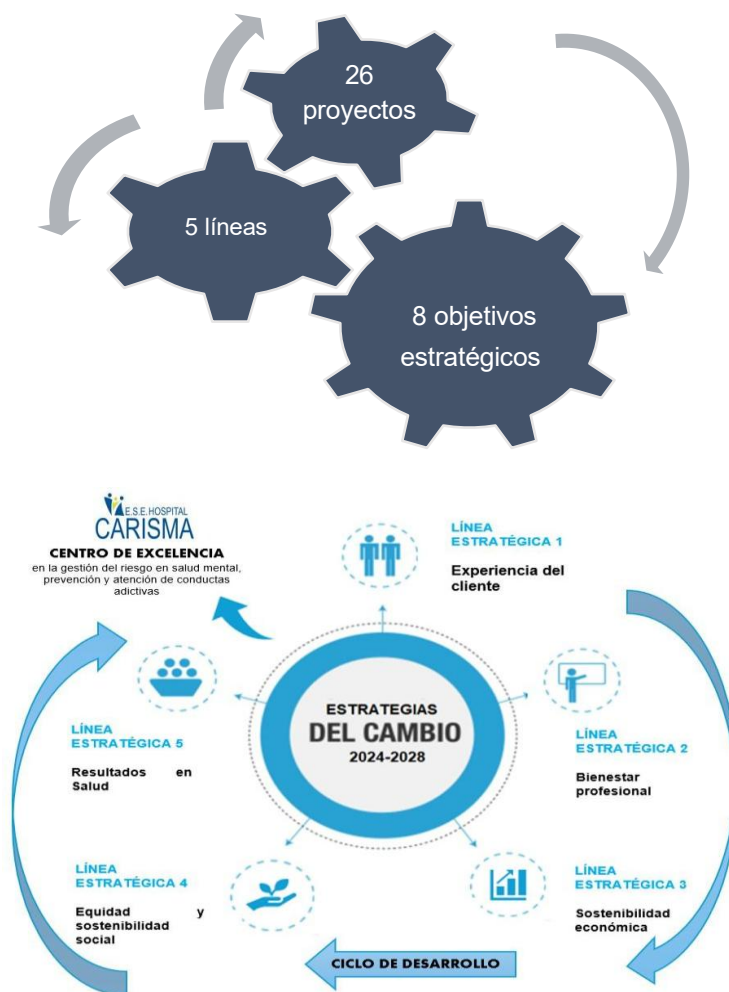 26
proyectos
5 líneas
8 objetivos
estratégicos
E.S.E. HOSPITAL
CARISMA
CENTRO DE EXCELENCIA
en la gestión del riesgo en salud mental,
prevención y atención de conductas
adictivas
LÍNEA
ESTRATÉGICA 1
Experiencia del
cliente
ESTRATEGIAS
DEL CAMBIO
2024-2028
LÍNEA
ESTRATÉGICA 2
Bienestar
profesional
LÍNEA
ESTRATÉGICA 3
Sostenibilidad
económica
LÍNEA
ESTRATÉGICA 4
Equidad y
sostenibilidad
social
LÍNEA
ESTRATÉGICA 5
Resultados en
Salud
CICLO DE DESARROLLO